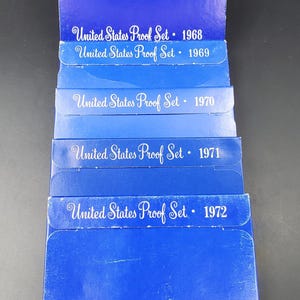 United States Proof Set • 1968
United States Proof Set • 1969
United States Proof Set • 1970
United States Proof Set • 1971
United States Proof Set • 1972